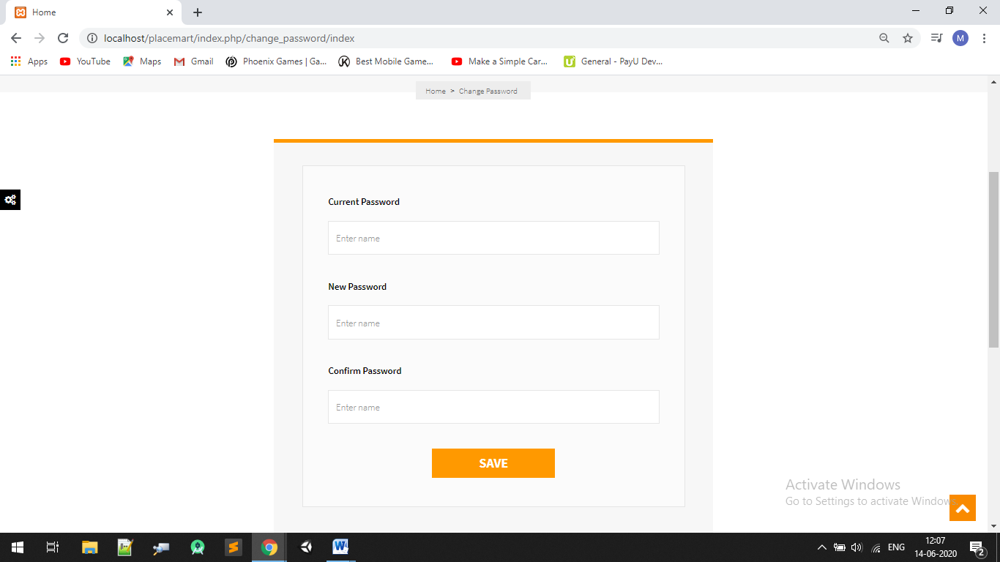 Home
localhost/placemart/index.php/change_password/index
M
Apps YouTube Maps Gmail Phoenix Games | Ga... Best Mobile Game... Make a Simple Car... General - PayU Dev...
Home > Change Password
Current Password
Enter name
New Password
Enter name
Confirm Password
Enter name
SAVE
Activate Windows
Go to Settings to activate Windows
ENG
12:07
14-06-2020
2